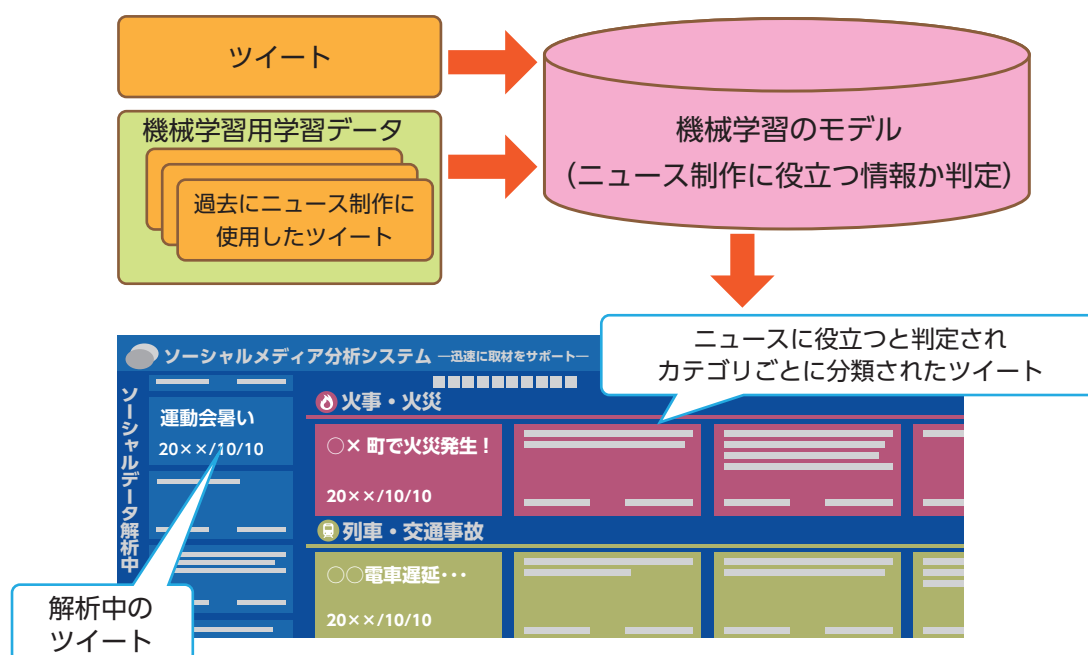 ツイート
機械学習用学習データ
過去にニュース制作に
使用したツイート
機械学習のモデル
（ニュース制作に役立つ情報か判定）
ニュースに役立つと判定され
カテゴリごとに分類されたツイート
ソーシャルメディア分析システム ―迅速に取材をサポート―
ソーシャルデータ解析中
運動会暑い
20××/10/10
火事・火災
○× 町で火災発生！
20××/10/10
列車・交通事故
○○電車遅延･･･
20××/10/10
解析中の
ツイート